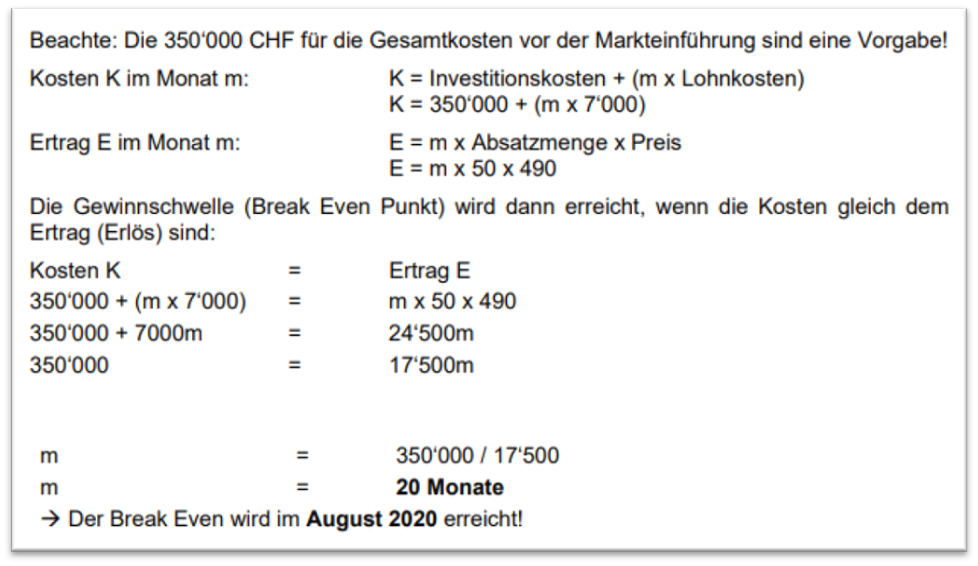 Beachte: Die 350‘000 CHF für die Gesamtkosten vor der Markteinführung sind eine Vorgabe!
Kosten K im Monat m: K = Investitionskosten + (m x Lohnkosten)
K = 350‘000 + (m x 7‘000)
Ertrag E im Monat m: E = m x Absatzmenge x Preis
E = m x 50 x 490
Die Gewinnschwelle (Break Even Punkt) wird dann erreicht, wenn die Kosten gleich dem
Ertrag (Erlös) sind:
Kosten K = Ertrag E
350‘000 + (m x 7‘000) = m x 50 x 490
350‘000 + 7000m = 24‘500m
350‘000 = 17‘500m
m = 350‘000 / 17‘500
m = 20 Monate
→ Der Break Even wird im August 2020 erreicht!